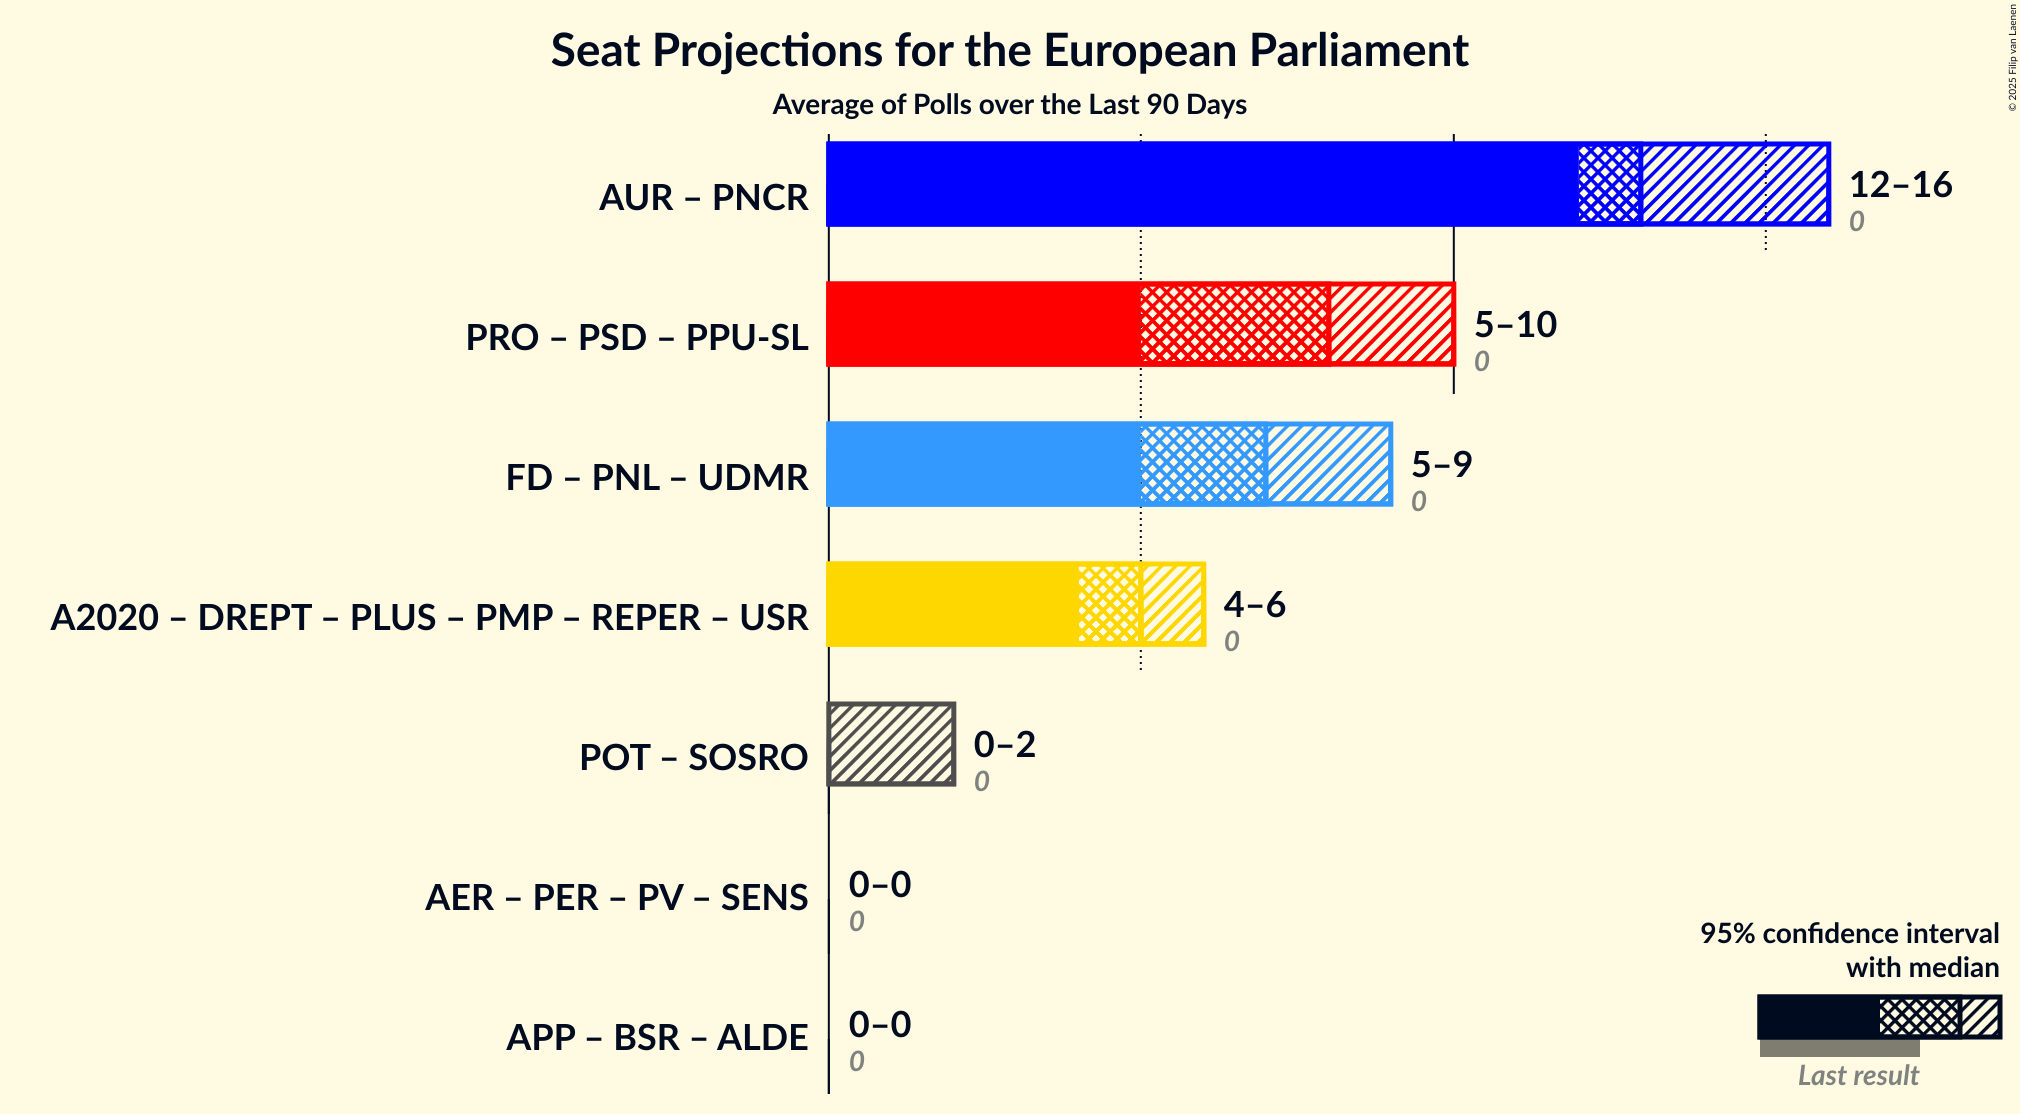 Seat Projections for the European Parliament
Average of Polls over the Last 90 Days
© 2025 Filip van Laenen
AUR – PNCR
12–16
0
PRO – PSD – PPU-SL
5–10
0
FD – PNL – UDMR
5–9
0
A2020 – DREPT – PLUS – PMP – REPER – USR
4–6
0
POT – SOSRO
0–2
0
AER – PER – PV – SENS
0–0
0
APP – BSR – ALDE
0–0
0
95% confidence interval
with median
Last result